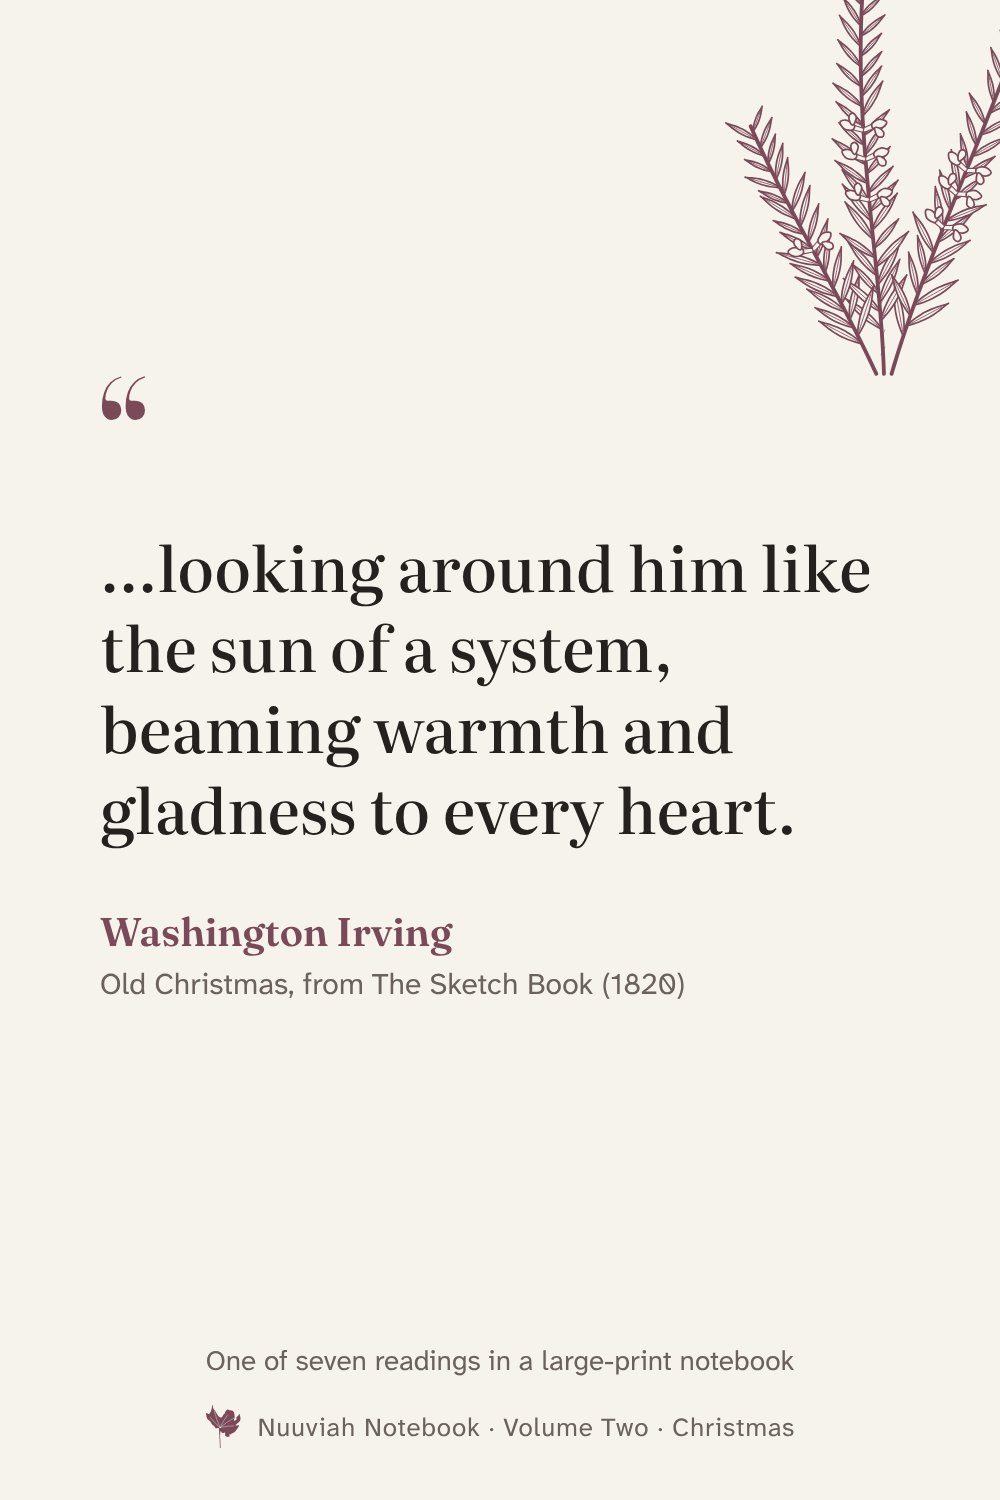 “
...looking around him like
the sun of a system,
beaming warmth and
gladness to every heart.
Washington Irving
Old Christmas, from The Sketch Book (1820)
One of seven readings in a large-print notebook
Nuuviah Notebook · Volume Two · Christmas